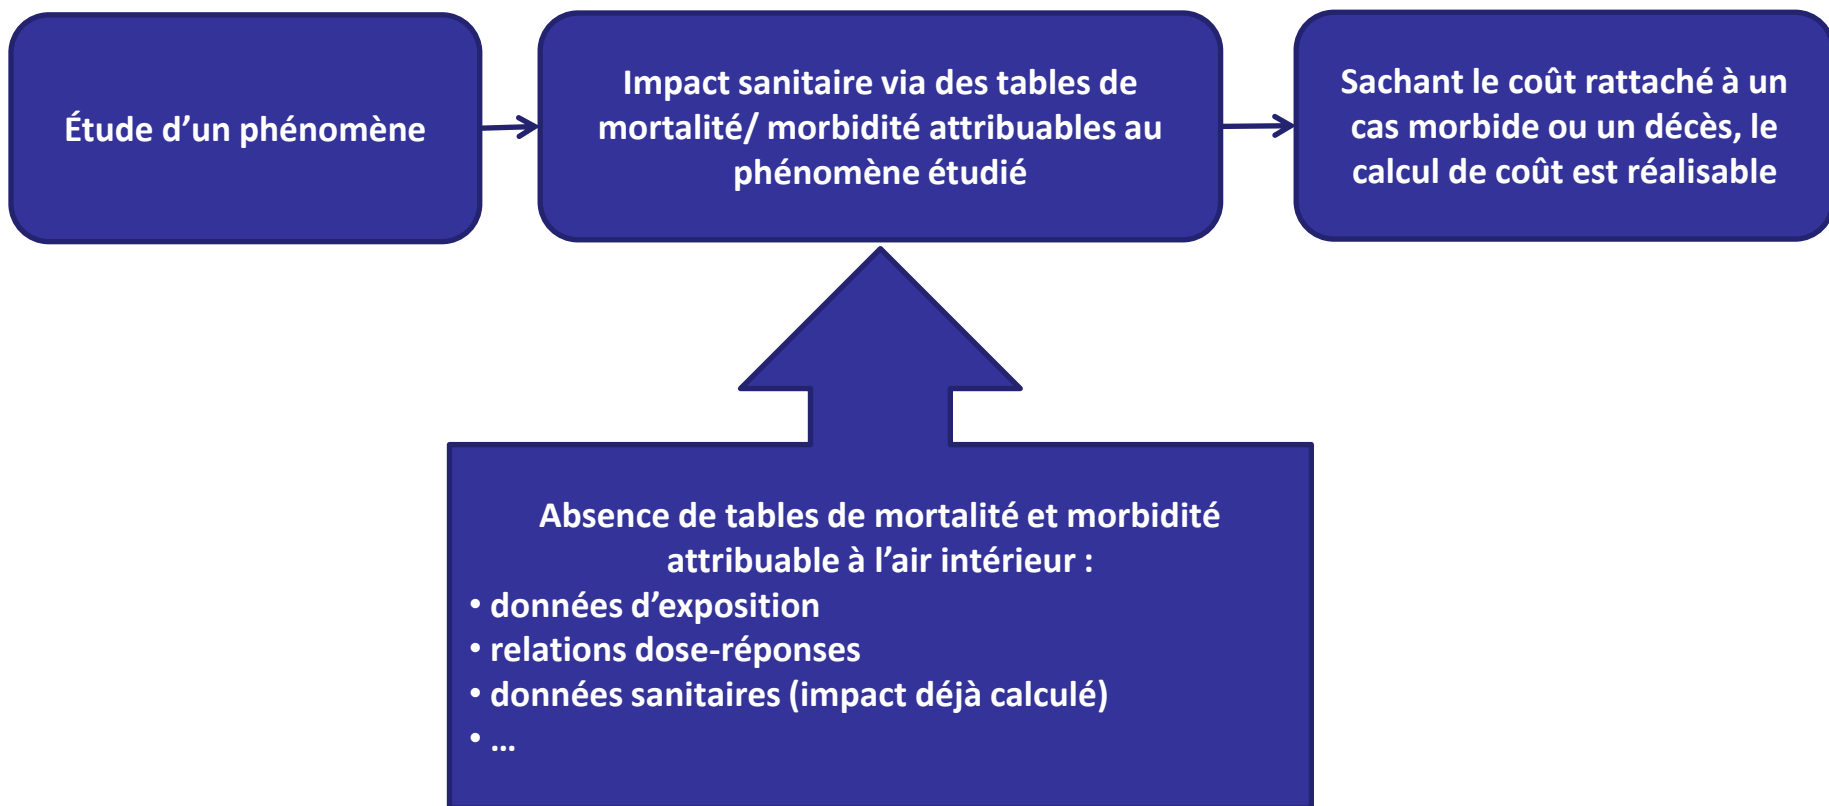 Étude d’un phénomène
Impact sanitaire via des tables de
mortalité/ morbidité attribuables au
phénomène étudié
Sachant le coût rattaché à un
cas morbide ou un décès, le
calcul de coût est réalisable
Absence de tables de mortalité et morbidité
attribuable à l’air intérieur :
• données d’exposition
• relations dose-réponses
• données sanitaires (impact déjà calculé)
• …